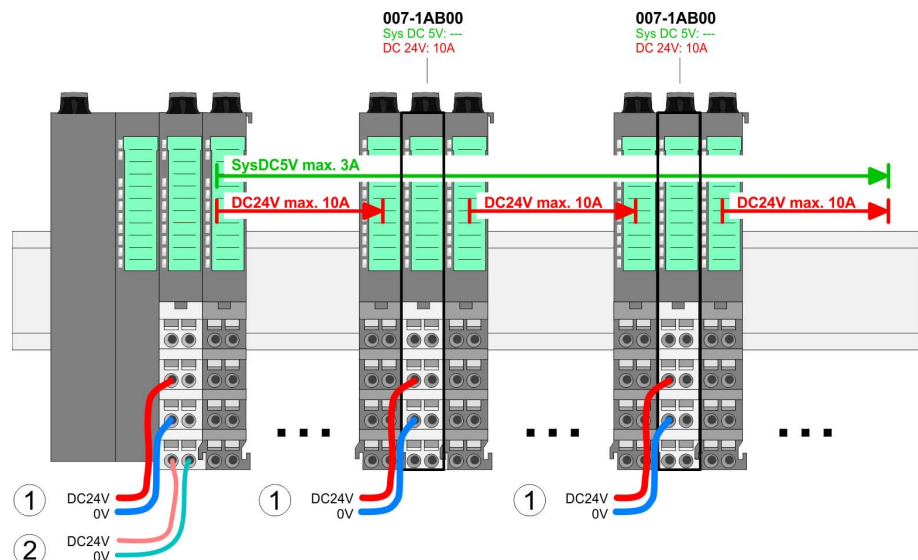 007-1AB00
Sys DC 5V: ---
DC 24V: 10A
007-1AB00
Sys DC 5V: ---
DC 24V: 10A
SysDC5V max. 3A
DC24V max. 10A
DC24V max. 10A
DC24V max. 10A
1
DC24V
0V
1
DC24V
0V
1
DC24V
0V
2
DC24V
0V